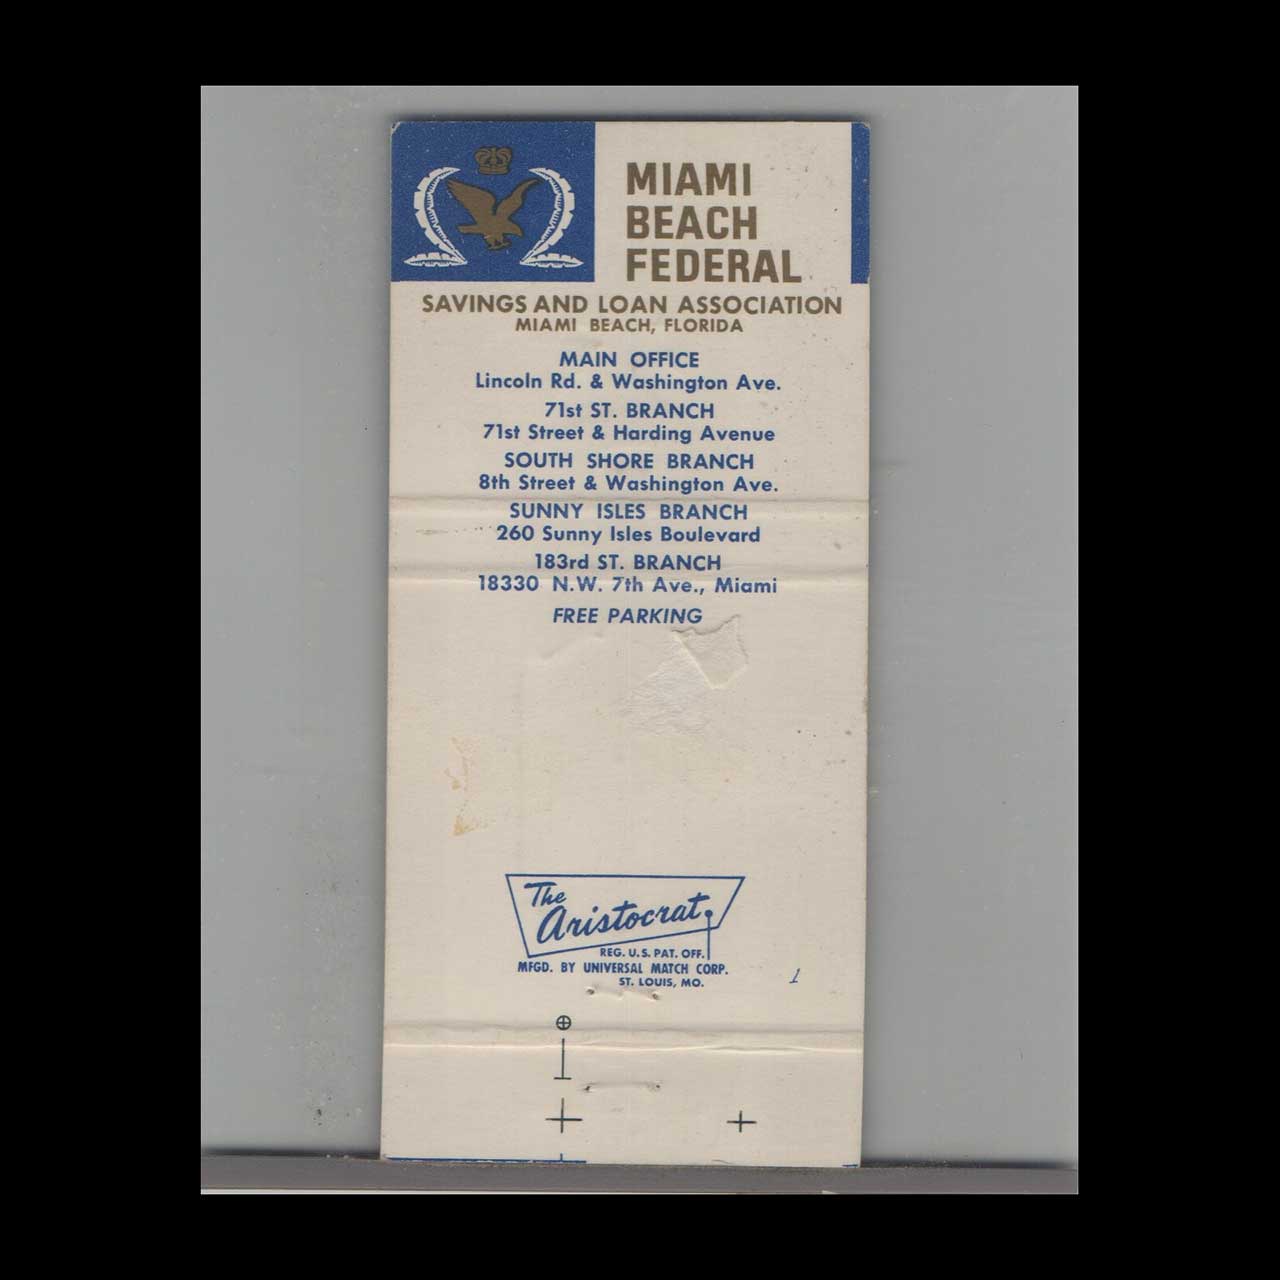 MIAMI
BEACH
FEDERAL
SAVINGS AND LOAN ASSOCIATION
MIAMI BEACH, FLORIDA
MAIN OFFICE
Lincoln Rd. & Washington Ave.
71st ST. BRANCH
71st Street & Harding Avenue
SOUTH SHORE BRANCH
8th Street & Washington Ave.
SUNNY ISLES BRANCH
260 Sunny Isles Boulevard
183rd ST. BRANCH
18330 N.W. 7th Ave., Miami
FREE PARKING
The
Aristocrat
REG. U.S. PAT. OFF.
MFGD. BY UNIVERSAL MATCH CORP.
ST. LOUIS, MO.
1